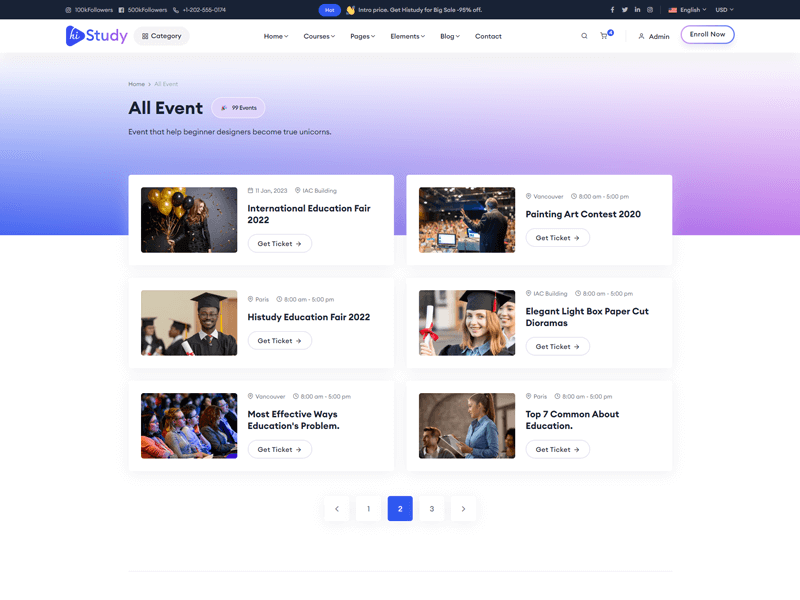 100kFollowers 500kFollowers +1-202-555-0174
Hot Intro price. Get Histudy for Big Sale -95% off.
English USD
hi Study
Category
Home Courses Pages Elements Blog Contact
4
Admin
Enroll Now
Home All Event
All Event
99 Events
Event that help beginner designers become true unicorns.
11 Jan, 2023 IAC Building
International Education Fair
2022
Get Ticket
Vancouver 8:00 am - 5:00 pm
Painting Art Contest 2020
Get Ticket
Paris 8:00 am - 5:00 pm
Histudy Education Fair 2022
Get Ticket
IAC Building 8:00 am - 5:00 pm
Elegant Light Box Paper Cut
Dioramas
Get Ticket
Vancouver 8:00 am - 5:00 pm
Most Effective Ways
Education's Problem.
Get Ticket
Paris 8:00 am - 5:00 pm
Top 7 Common About
Education.
Get Ticket
1 2 3